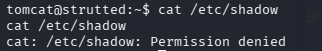 tomcat@strutted:~$ cat /etc/shadow
cat /etc/shadow
cat: /etc/shadow: Permission denied